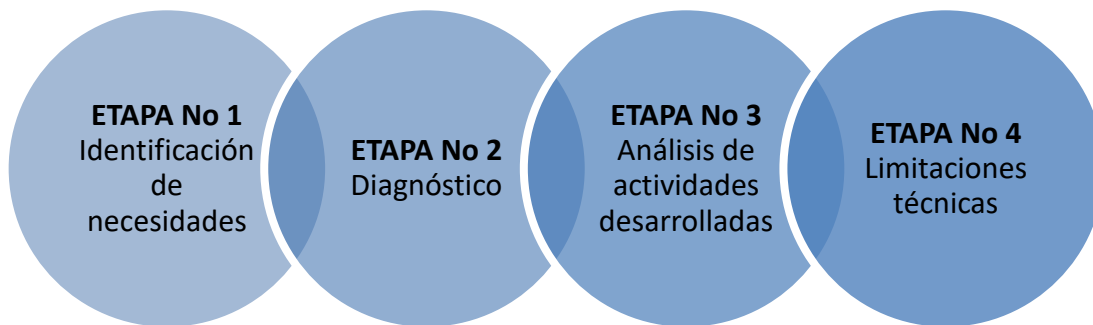 ETAPA No 1
Identificación
de
necesidades
ETAPA No 2
Diagnóstico
ETAPA No 3
Análisis de
actividades
desarrolladas
ETAPA No 4
Limitaciones
técnicas